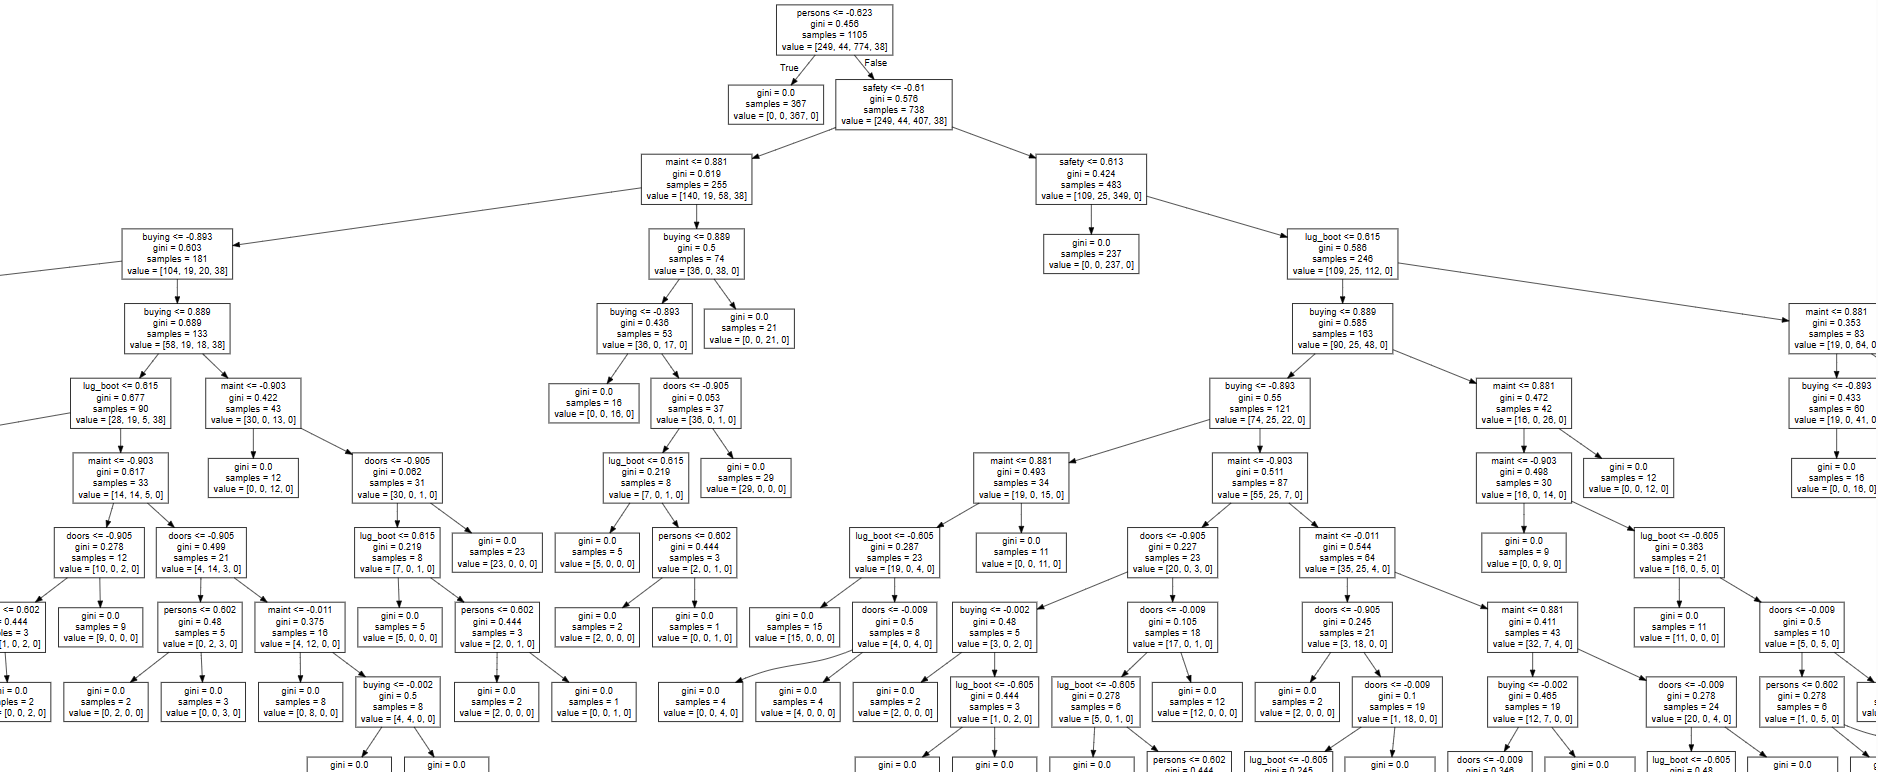 persons <= -0.623
gini = 0.456
samples = 1105
value = [249, 44, 774, 38]
True
False
gini = 0.0
samples = 367
value = [0, 0, 367, 0]
safety <= -0.61
gini = 0.576
samples = 738
value = [249, 44, 407, 38]
maint <= 0.881
gini = 0.619
samples = 255
value = [140, 19, 58, 38]
safety <= 0.613
gini = 0.424
samples = 483
value = [109, 25, 349, 0]
buying <= -0.893
gini = 0.603
samples = 181
value = [104, 19, 20, 38]
buying <= 0.889
gini = 0.5
samples = 74
value = [36, 0, 38, 0]
gini = 0.0
samples = 237
value = [0, 0, 237, 0]
lug_boot <= 0.615
gini = 0.586
samples = 246
value = [109, 25, 112, 0]
buying <= 0.889
gini = 0.689
samples = 133
value = [58, 19, 18, 38]
buying <= -0.893
gini = 0.436
samples = 53
value = [36, 0, 17, 0]
gini = 0.0
samples = 21
value = [0, 0, 21, 0]
buying <= 0.889
gini = 0.585
samples = 163
value = [90, 25, 48, 0]
maint <= 0.881
gini = 0.353
samples = 83
value = [19, 0, 64, 0
lug_boot <= 0.615
gini = 0.677
samples = 90
value = [28, 19, 5, 38]
maint <= -0.903
gini = 0.422
samples = 43
value = [30, 0, 13, 0]
gini = 0.0
samples = 16
value = [0, 0, 16, 0]
doors <= -0.905
gini = 0.053
samples = 37
value = [36, 0, 1, 0]
buying <= -0.893
gini = 0.55
samples = 121
value = [74, 25, 22, 0]
maint <= 0.881
gini = 0.472
samples = 42
value = [16, 0, 26, 0]
buying <= -0.893
gini = 0.433
samples = 60
value = [19, 0, 41, 0
maint <= -0.903
gini = 0.617
samples = 33
value = [14, 14, 5, 0]
gini = 0.0
samples = 12
value = [0, 0, 12, 0]
doors <= -0.905
gini = 0.062
samples = 31
value = [30, 0, 1, 0]
lug_boot <= 0.615
gini = 0.219
samples = 8
value = [7, 0, 1, 0]
gini = 0.0
samples = 29
value = [29, 0, 0, 0]
maint <= 0.881
gini = 0.493
samples = 34
value = [19, 0, 15, 0]
maint <= -0.903
gini = 0.511
samples = 87
value = [55, 25, 7, 0]
maint <= -0.903
gini = 0.498
samples = 30
value = [16, 0, 14, 0]
gini = 0.0
samples = 12
value = [0, 0, 12, 0]
gini = 0.0
samples = 16
value = [0, 0, 16, 0]
doors <= -0.905
gini = 0.278
samples = 12
value = [10, 0, 2, 0]
doors <= -0.905
gini = 0.499
samples = 21
value = [4, 14, 3, 0]
lug_boot <= 0.615
gini = 0.219
samples = 8
value = [7, 0, 1, 0]
gini = 0.0
samples = 23
value = [23, 0, 0, 0]
gini = 0.0
samples = 5
value = [5, 0, 0, 0]
persons <= 0.602
gini = 0.444
samples = 3
value = [2, 0, 1, 0]
lug_boot <= -0.605
gini = 0.287
samples = 23
value = [19, 0, 4, 0]
gini = 0.0
samples = 11
value = [0, 0, 11, 0]
doors <= -0.905
gini = 0.227
samples = 23
value = [20, 0, 3, 0]
maint <= -0.011
gini = 0.544
samples = 64
value = [35, 25, 4, 0]
gini = 0.0
samples = 9
value = [0, 0, 9, 0]
lug_boot <= -0.605
gini = 0.363
samples = 21
value = [16, 0, 5, 0]
<= 0.602
= 0.444
les = 3
[1, 0, 2, 0]
gini = 0.0
samples = 9
value = [9, 0, 0, 0]
persons <= 0.602
gini = 0.48
samples = 5
value = [0, 2, 3, 0]
maint <= -0.011
gini = 0.375
samples = 16
value = [4, 12, 0, 0]
gini = 0.0
samples = 5
value = [5, 0, 0, 0]
persons <= 0.602
gini = 0.444
samples = 3
value = [2, 0, 1, 0]
gini = 0.0
samples = 2
value = [2, 0, 0, 0]
gini = 0.0
samples = 1
value = [0, 0, 1, 0]
gini = 0.0
samples = 15
value = [15, 0, 0, 0]
doors <= -0.009
gini = 0.5
samples = 8
value = [4, 0, 4, 0]
buying <= -0.002
gini = 0.48
samples = 5
value = [3, 0, 2, 0]
doors <= -0.009
gini = 0.105
samples = 18
value = [17, 0, 1, 0]
doors <= -0.905
gini = 0.245
samples = 21
value = [3, 18, 0, 0]
maint <= 0.881
gini = 0.411
samples = 43
value = [32, 7, 4, 0]
gini = 0.0
samples = 11
value = [11, 0, 0, 0]
doors <= -0.009
gini = 0.5
samples = 10
value = [5, 0, 5, 0]
ni = 0.0
ples = 2
= [0, 0, 2, 0]
gini = 0.0
samples = 2
value = [0, 2, 0, 0]
gini = 0.0
samples = 3
value = [0, 0, 3, 0]
gini = 0.0
samples = 8
value = [0, 8, 0, 0]
buying <= -0.002
gini = 0.5
samples = 8
value = [4, 4, 0, 0]
gini = 0.0
samples = 2
value = [2, 0, 0, 0]
gini = 0.0
samples = 1
value = [0, 0, 1, 0]
gini = 0.0
samples = 4
value = [0, 0, 4, 0]
gini = 0.0
samples = 4
value = [4, 0, 0, 0]
gini = 0.0
samples = 2
value = [2, 0, 0, 0]
lug_boot <= -0.605
gini = 0.444
samples = 3
value = [1, 0, 2, 0]
lug_boot <= -0.605
gini = 0.278
samples = 6
value = [5, 0, 1, 0]
gini = 0.0
samples = 12
value = [12, 0, 0, 0]
gini = 0.0
samples = 2
value = [2, 0, 0, 0]
doors <= -0.009
gini = 0.1
samples = 19
value = [1, 18, 0, 0]
buying <= -0.002
gini = 0.465
samples = 19
value = [12, 7, 0, 0]
doors <= -0.009
gini = 0.278
samples = 24
value = [20, 0, 4, 0]
persons <= 0.602
gini = 0.278
samples = 6
value = [1, 0, 5, 0]
gini = 0.0
gini = 0.0
gini = 0.0
gini = 0.0
gini = 0.0
persons <= 0.602
gini = 0.444
lug_boot <= -0.605
gini = 0.245
gini = 0.0
doors <= -0.009
gini = 0.346
gini = 0.0
lug_boot <= -0.605
gini = 0.48
gini = 0.0